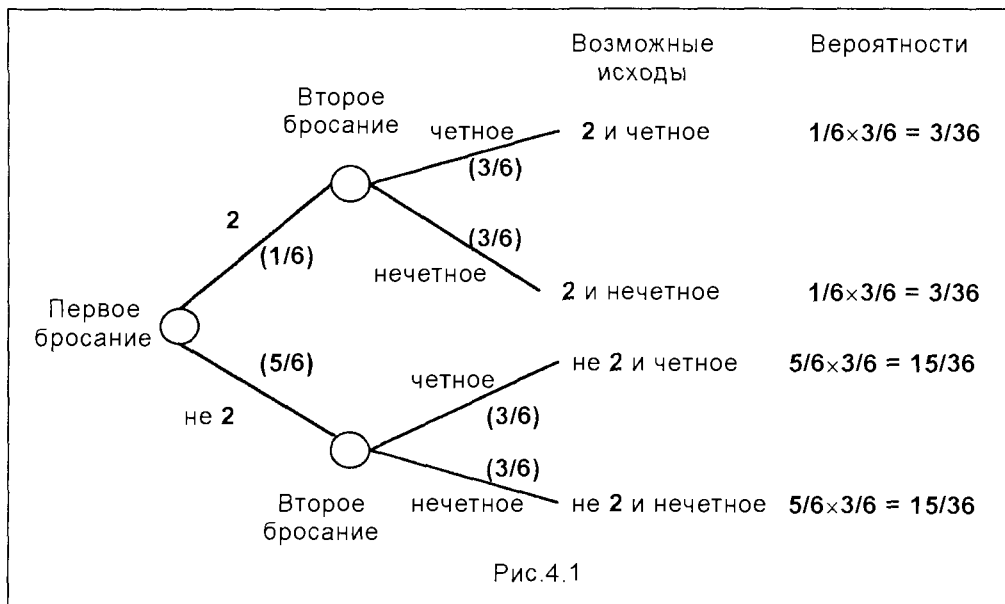 Возможные исходы
Вероятности
Второе бросание
четное
(3/6)
2 и четное
1/6×3/6 = 3/36
2
(1/6)
(3/6)
нечетное
2 и нечетное
1/6×3/6 = 3/36
Первое бросание
(5/6)
не 2
четное
(3/6)
не 2 и четное
5/6×3/6 = 15/36
(3/6)
нечетное
не 2 и нечетное
5/6×3/6 = 15/36
Второе бросание
Рис.4.1